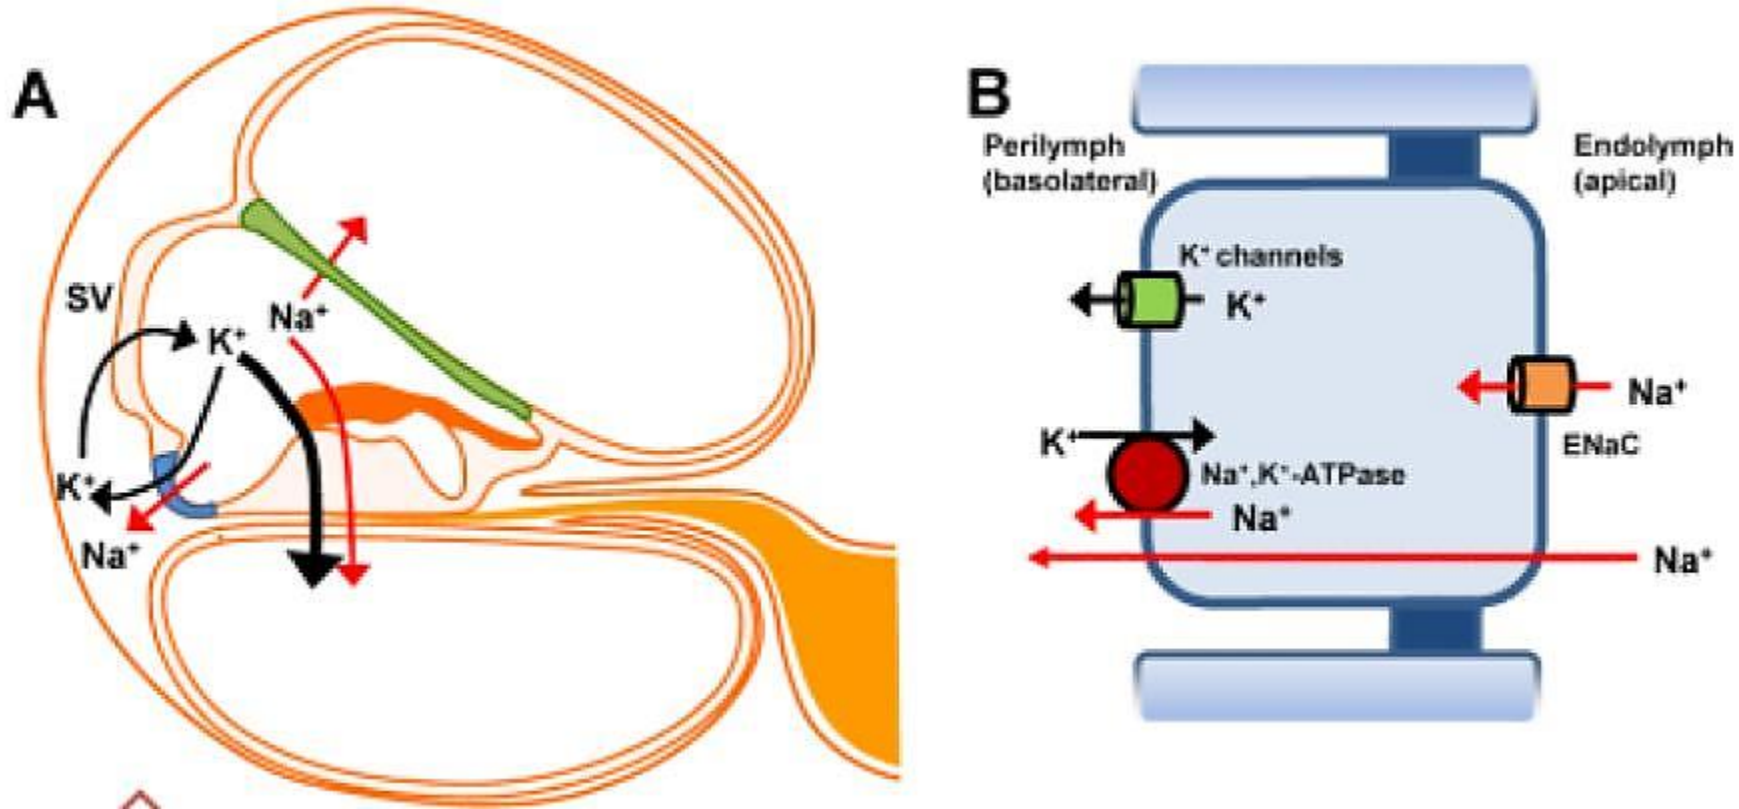 A
SV
K⁺
Na⁺
K⁺
Na⁺
B
Perilymph
(basolateral)
Endolymph
(apical)
K⁺ channels
K⁺
Na⁺
ENaC
K⁺
Na⁺,K⁺-ATPase
Na⁺
Na⁺